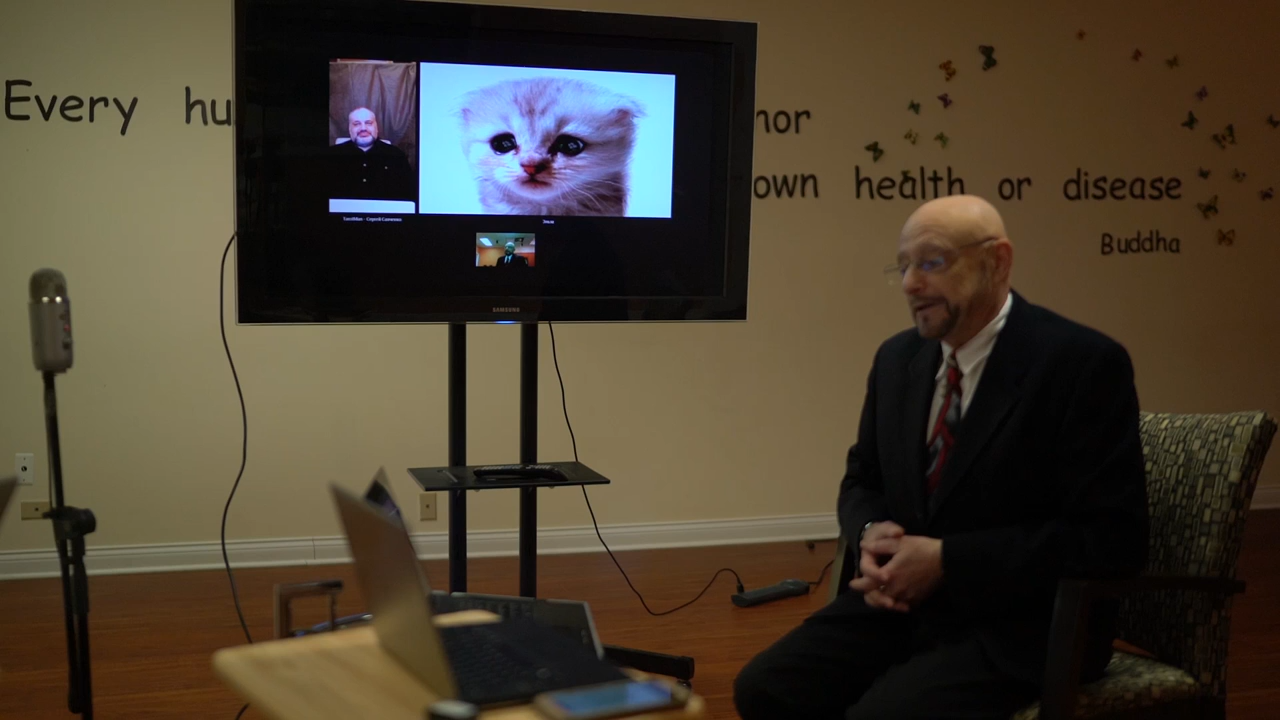 Every hu
nor
own health or disease
Buddha
SAMSUNG